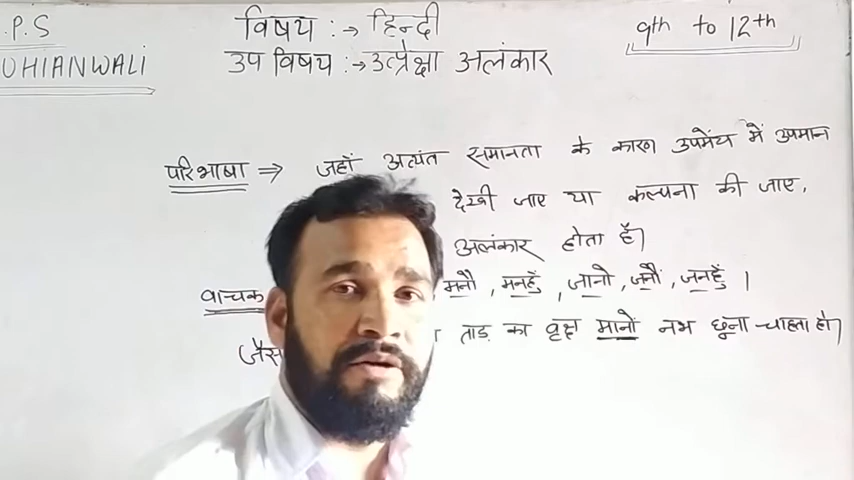 .P.S
UHIANWALI
विषय :→ हिन्दी
उप विषय :→ उत्प्रेक्षा अलंकार
9th to 12th
परिभाषा ⇒ जहाँ अत्यंत समानता के कारण उपमेय में उपमान
देखी जाए या कल्पना की जाए,
अलंकार होता है।
वाचक मनौ, मनहुँ, जानो, जनौ, जनहुँ ।
जैस ताड़ का वृक्ष मानो नभ छूना चाहता हो।